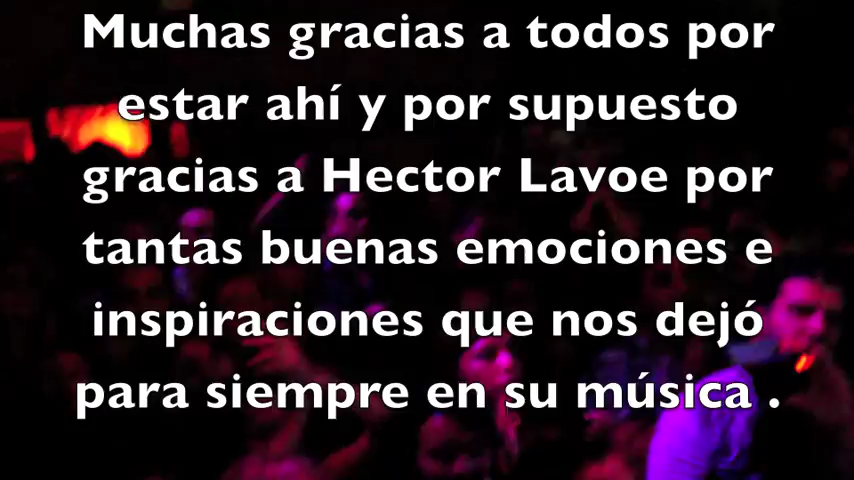 Muchas gracias a todos por
estar ahí y por supuesto
gracias a Hector Lavoe por
tantas buenas emociones e
inspiraciones que nos dejó
para siempre en su música .